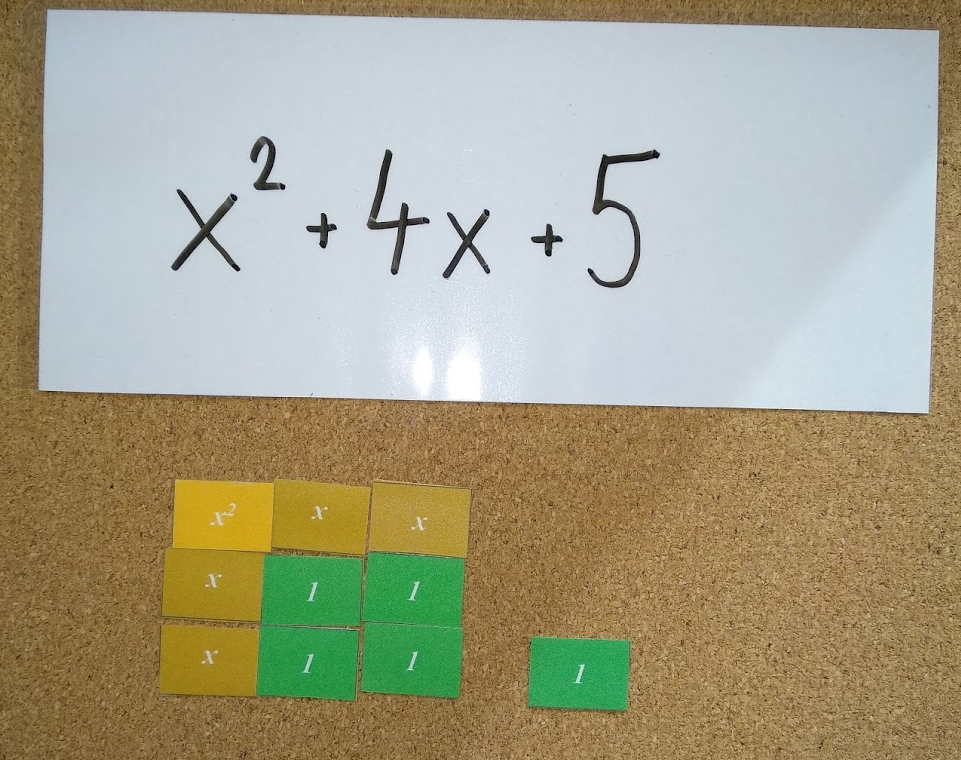 x² + 4x + 5
x² x x
x 1 1
x 1 1 1